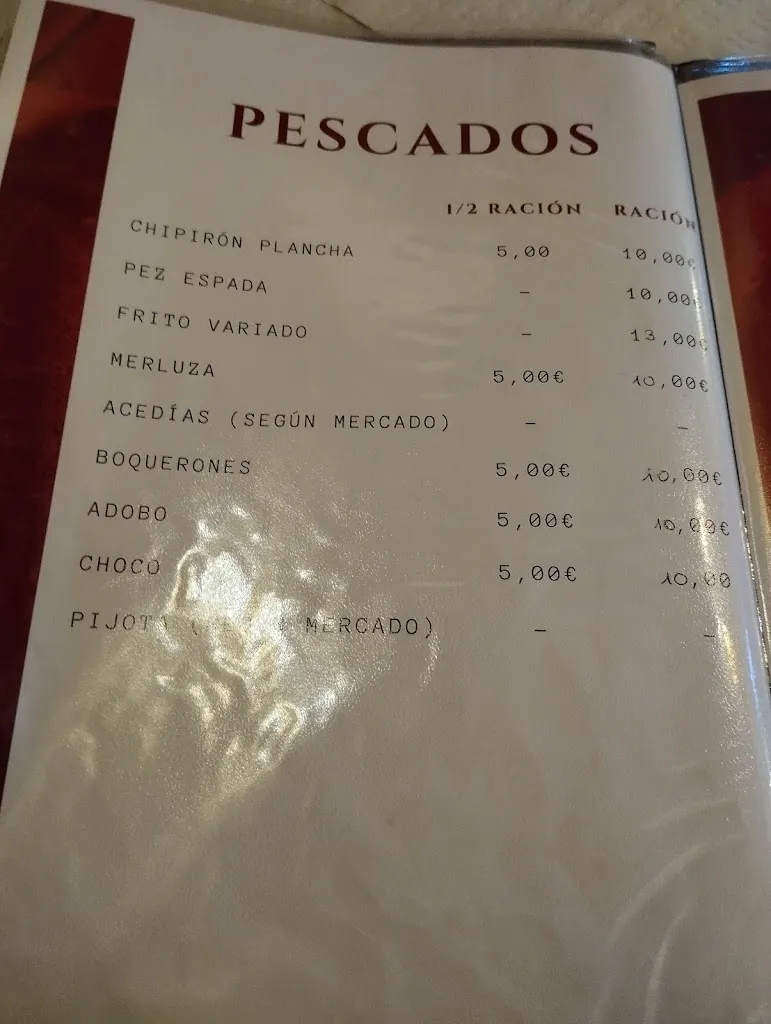 PESCADOS
1/2 RACIÓN RACIÓN
CHIPIRÓN PLANCHA 5,00 10,00€
PEZ ESPADA - 10,00
FRITO VARIADO - 13,00€
MERLUZA 5,00€ 10,00€
ACEDÍAS (SEGÚN MERCADO) - -
BOQUERONES 5,00€ 10,00€
ADOBO 5,00€ 10,00€
CHOCO 5,00€ 10,00
PIJOTA MERCADO) - -